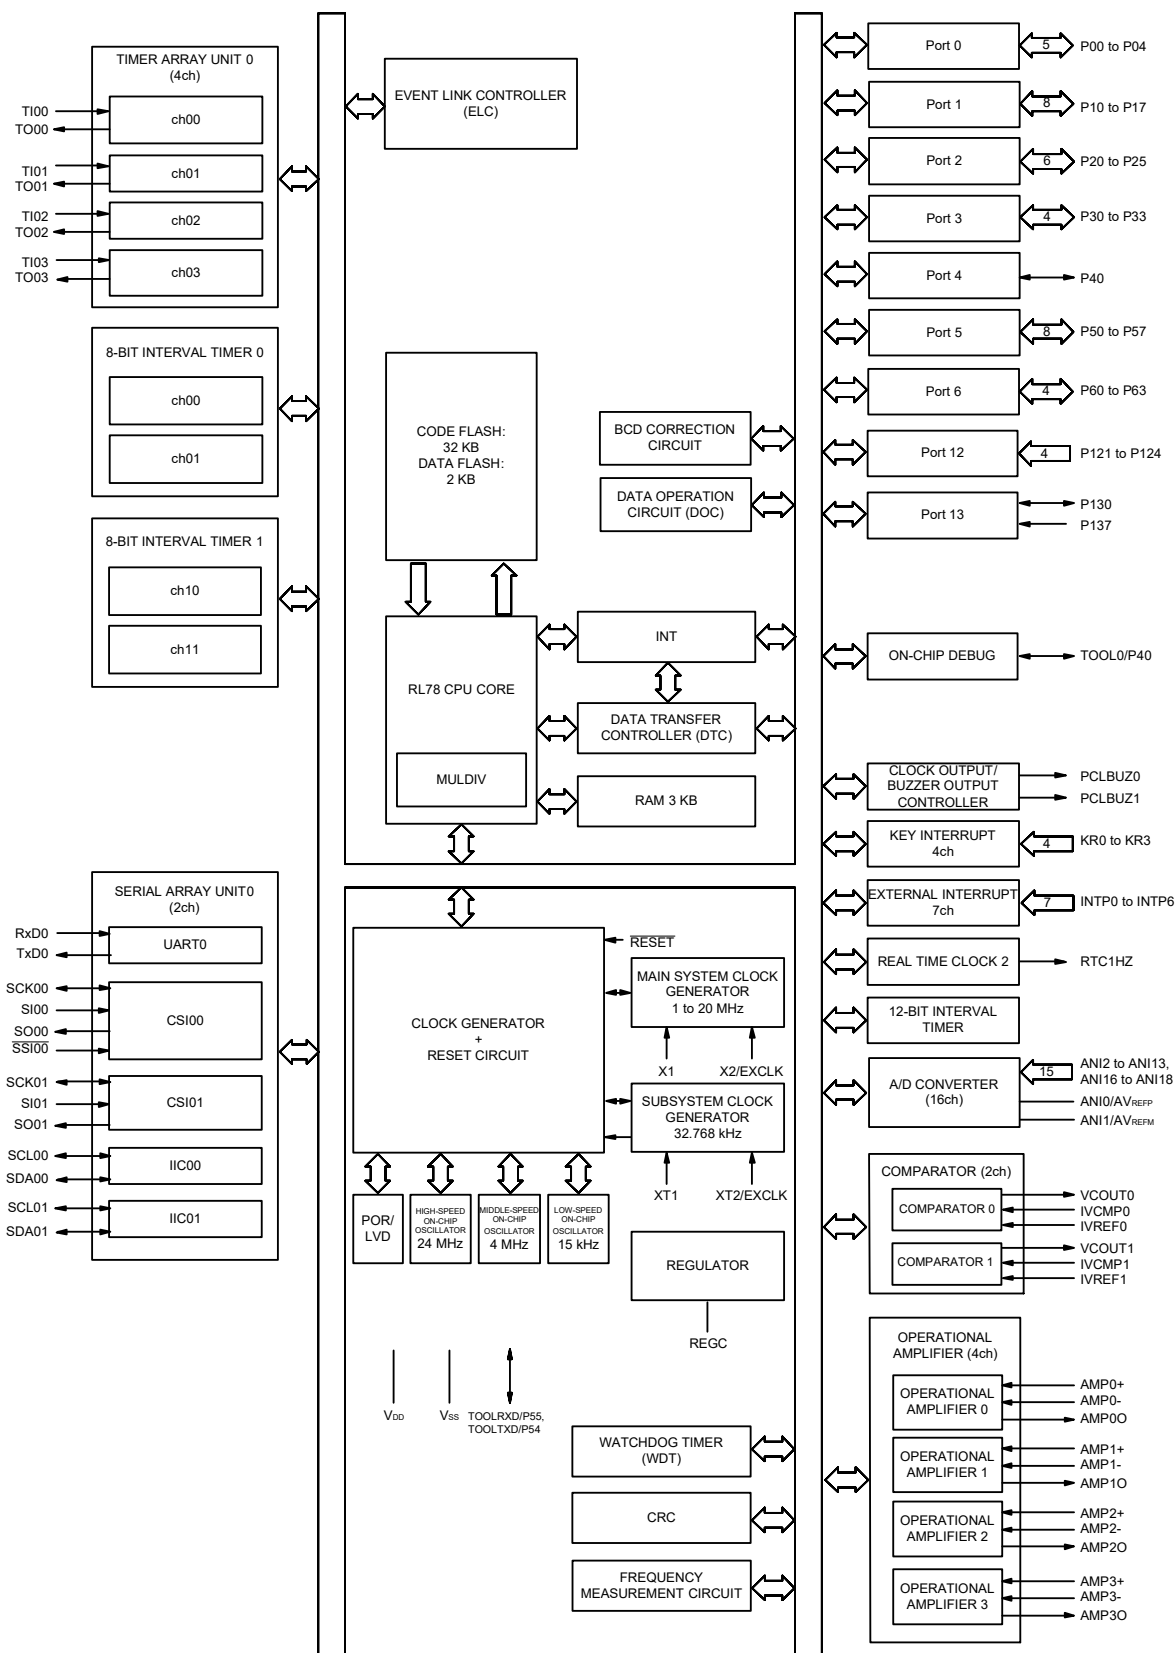 TIMER ARRAY UNIT 0
(4ch)
TI00
TO00
ch00
TI01
TO01
ch01
TI02
TO02
ch02
TI03
TO03
ch03
8-BIT INTERVAL TIMER 0
ch00
ch01
8-BIT INTERVAL TIMER 1
ch10
ch11
SERIAL ARRAY UNIT0
(2ch)
RxD0
TxD0
UART0
SCK00
SI00
SO00
SSI00
CSI00
SCK01
SI01
SO01
CSI01
SCL00
SDA00
IIC00
SCL01
SDA01
IIC01
EVENT LINK CONTROLLER
(ELC)
CODE FLASH:
32 KB
DATA FLASH:
2 KB
BCD CORRECTION
CIRCUIT
DATA OPERATION
CIRCUIT (DOC)
RL78 CPU CORE
MULDIV
INT
DATA TRANSFER
CONTROLLER (DTC)
RAM 3 KB
CLOCK GENERATOR
+
RESET CIRCUIT
RESET
MAIN SYSTEM CLOCK
GENERATOR
1 to 20 MHz
X1
X2/EXCLK
SUBSYSTEM CLOCK
GENERATOR
32.768 kHz
XT1
XT2/EXCLK
POR/
LVD
HIGH-SPEED
ON-CHIP
OSCILLATOR
24 MHz
MIDDLE-SPEED
ON-CHIP
OSCILLATOR
4 MHz
LOW-SPEED
ON-CHIP
OSCILLATOR
15 kHz
REGULATOR
REGC
VDD
VSS
TOOLRXD/P55,
TOOLTXD/P54
WATCHDOG TIMER
(WDT)
CRC
FREQUENCY
MEASUREMENT CIRCUIT
Port 0
5
P00 to P04
Port 1
8
P10 to P17
Port 2
6
P20 to P25
Port 3
4
P30 to P33
Port 4
P40
Port 5
8
P50 to P57
Port 6
4
P60 to P63
Port 12
4
P121 to P124
Port 13
P130
P137
ON-CHIP DEBUG
TOOL0/P40
CLOCK OUTPUT/
BUZZER OUTPUT
CONTROLLER
PCLBUZ0
PCLBUZ1
KEY INTERRUPT
4ch
4
KR0 to KR3
EXTERNAL INTERRUPT
7ch
7
INTP0 to INTP6
REAL TIME CLOCK 2
RTC1HZ
12-BIT INTERVAL
TIMER
A/D CONVERTER
(16ch)
15
ANI2 to ANI13,
ANI16 to ANI18
ANI0/AVREFP
ANI1/AVREFM
COMPARATOR (2ch)
COMPARATOR 0
VCOUT0
IVCMP0
IVREF0
COMPARATOR 1
VCOUT1
IVCMP1
IVREF1
OPERATIONAL
AMPLIFIER (4ch)
OPERATIONAL
AMPLIFIER 0
AMP0+
AMP0-
AMP0O
OPERATIONAL
AMPLIFIER 1
AMP1+
AMP1-
AMP1O
OPERATIONAL
AMPLIFIER 2
AMP2+
AMP2-
AMP2O
OPERATIONAL
AMPLIFIER 3
AMP3+
AMP3-
AMP3O